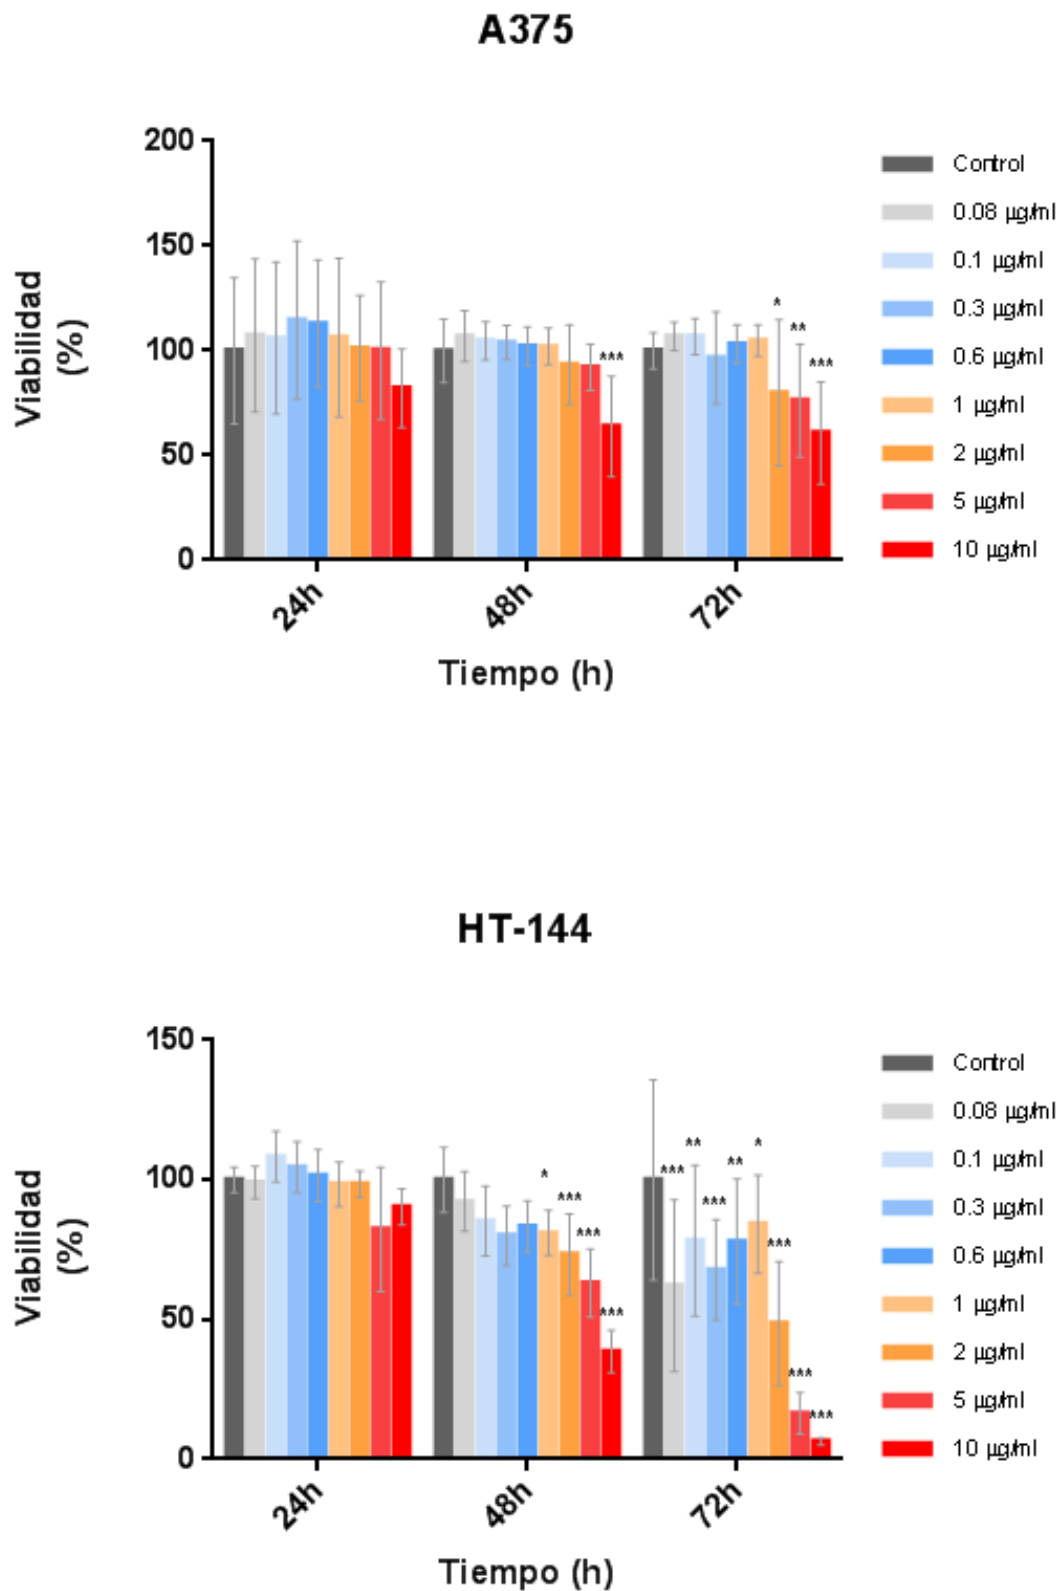 A375
200
150
100
50
0
Viabilidad
(%)
24h
48h
72h
Tiempo (h)
*
**
***
***
Control
0.08 µg/ml
0.1 µg/ml
0.3 µg/ml
0.6 µg/ml
1 µg/ml
2 µg/ml
5 µg/ml
10 µg/ml
HT-144
150
100
50
0
Viabilidad
(%)
24h
48h
72h
Tiempo (h)
*
***
***
***
***
**
***
**
*
***
***
***
Control
0.08 µg/ml
0.1 µg/ml
0.3 µg/ml
0.6 µg/ml
1 µg/ml
2 µg/ml
5 µg/ml
10 µg/ml